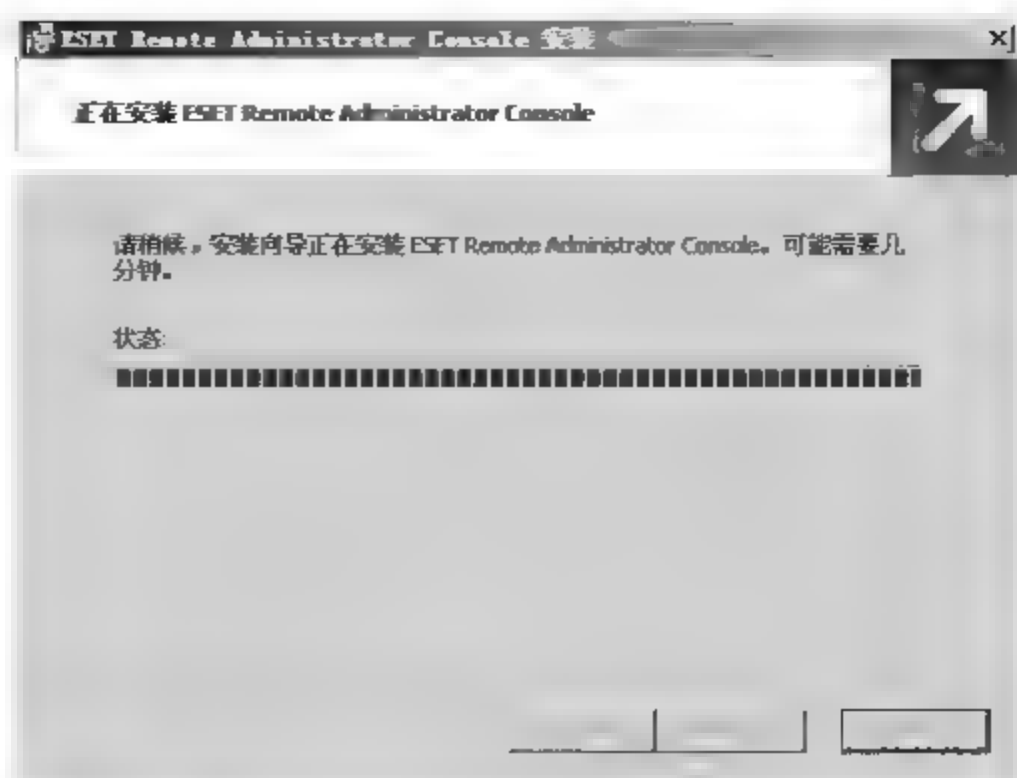 ESET Remote Administrator Console 安装
正在安装 ESET Remote Administrator Console
请稍候，安装向导正在安装 ESET Remote Administrator Console。可能需要几
分钟。
状态: